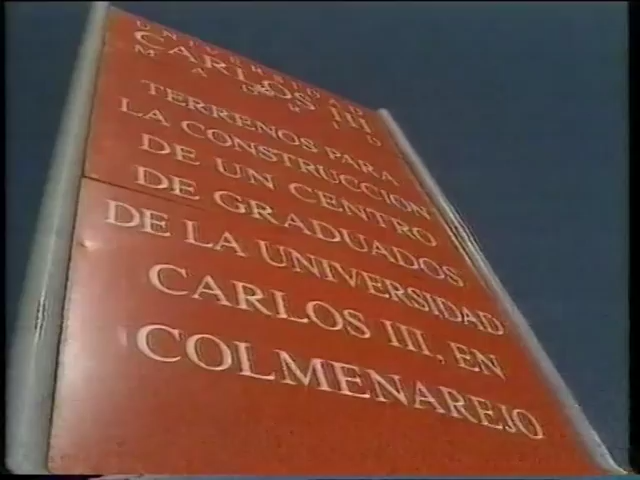 UNIVERSIDAD
CARLOS III
MADRID
TERRENOS PARA
LA CONSTRUCCION
DE UN CENTRO
DE GRADUADOS
DE LA UNIVERSIDAD
CARLOS III, EN
COLMENAREJO